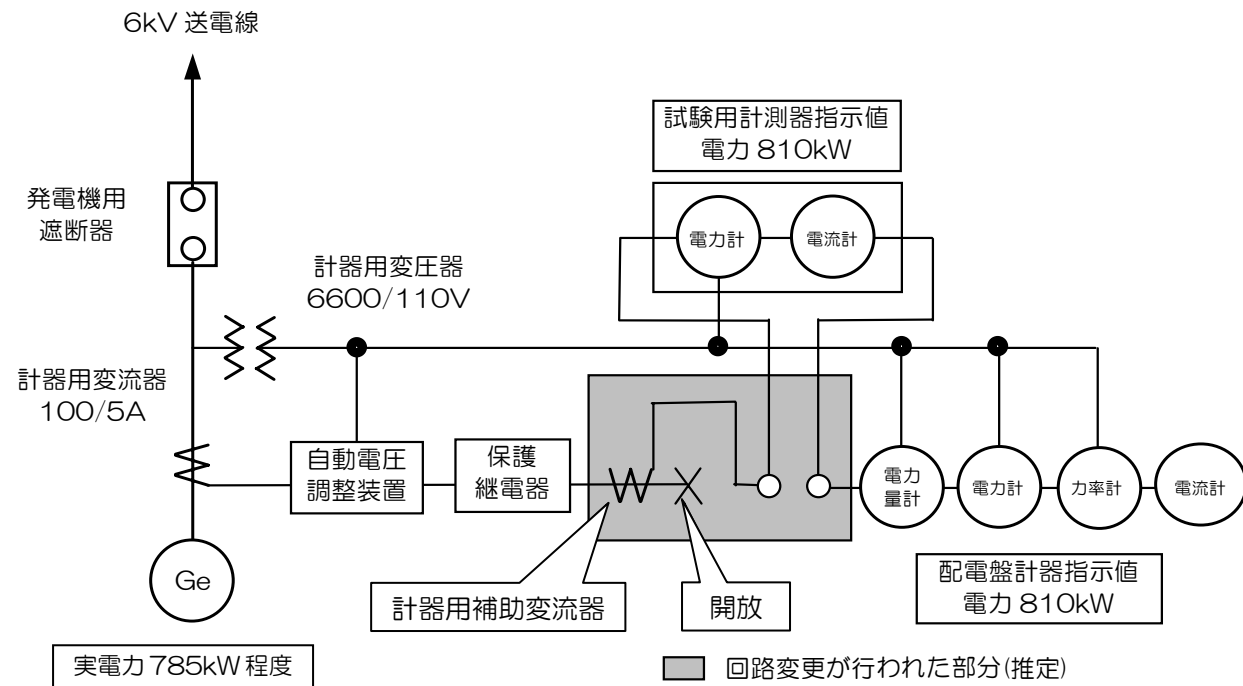 6kV 送電線
試験用計測器指示値
電力 810kW
発電機用
遮断器
電力計
電流計
計器用変圧器
6600/110V
計器用変流器
100/5A
自動電圧
調整装置
保護
継電器
電力
量計
電力計
力率計
電流計
Ge
計器用補助変流器
開放
配電盤計器指示値
電力 810kW
実電力 785kW 程度
回路変更が行われた部分(推定)